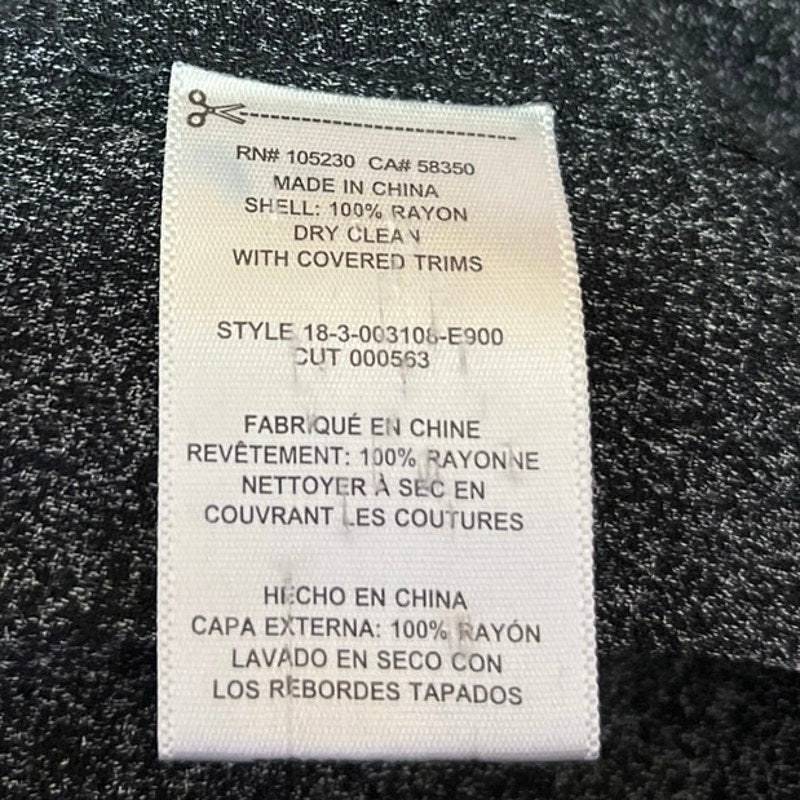 RN# 105230 CA# 58350
MADE IN CHINA
SHELL: 100% RAYON
DRY CLEAN
WITH COVERED TRIMS
STYLE 18-3-003108-E900
CUT 000563
FABRIQUÉ EN CHINE
REVÊTEMENT: 100% RAYONNE
NETTOYER À SEC EN
COUVRANT LES COUTURES
HECHO EN CHINA
CAPA EXTERNA: 100% RAYÓN
LAVADO EN SECO CON
LOS REBORDES TAPADOS